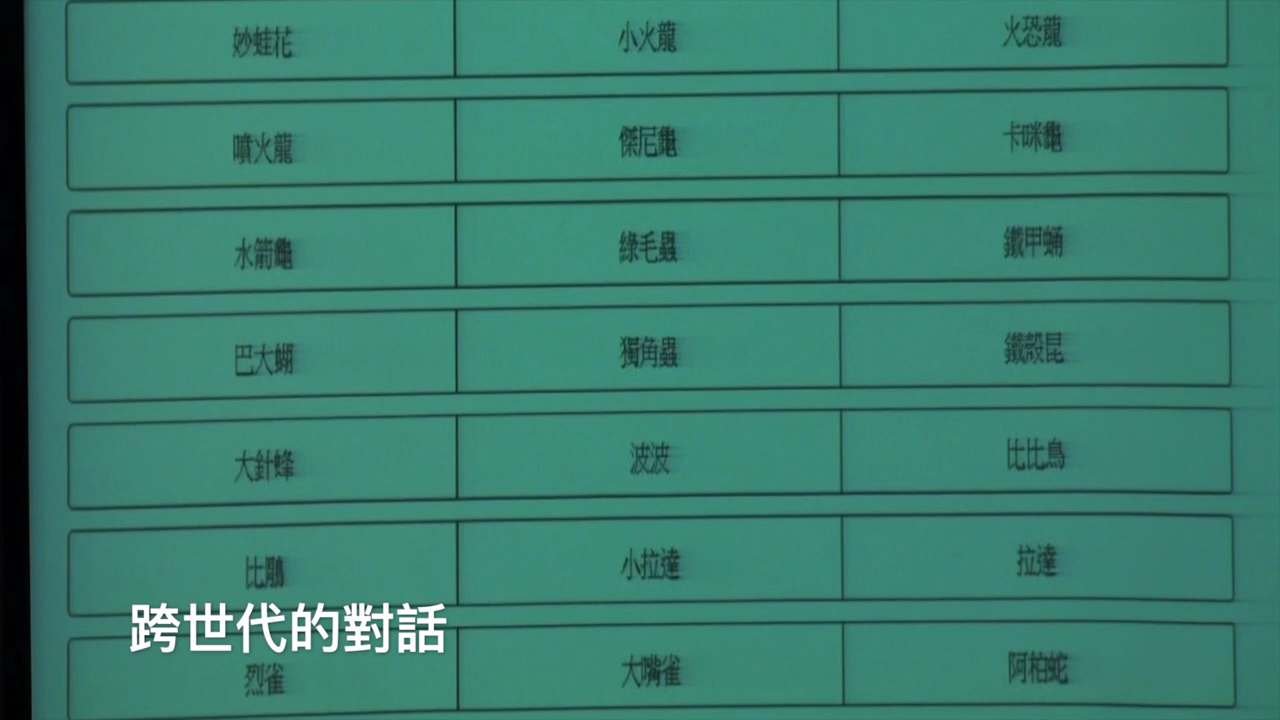 妙蛙花 小火龍 火恐龍
噴火龍 傑尼龜 卡咪龜
水箭龜 綠毛蟲 鐵甲蛹
巴大蝴 獨角蟲 鐵殼昆
大針蜂 波波 比比鳥
比鵰 小拉達 拉達
烈雀 大嘴雀 阿柏蛇
跨世代的對話